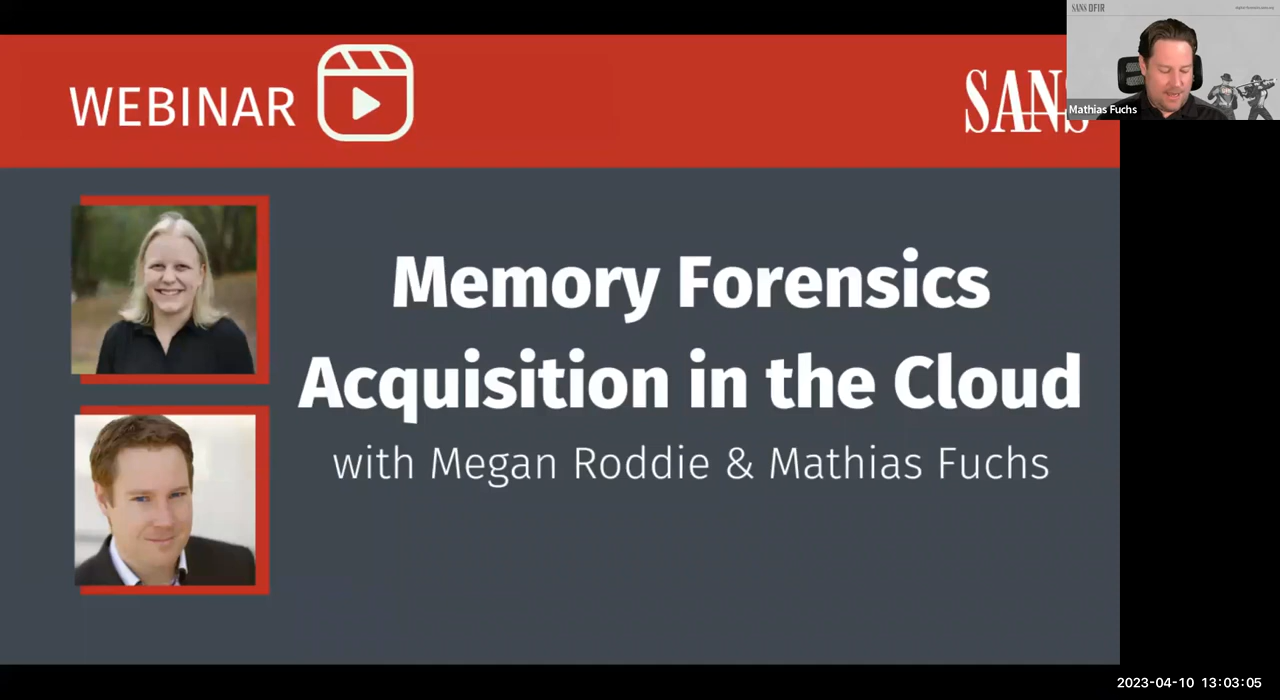 WEBINAR
SANS
SANS DFIR
Mathias Fuchs
Memory Forensics
Acquisition in the Cloud
with Megan Roddie & Mathias Fuchs
2023-04-10 13:03:05